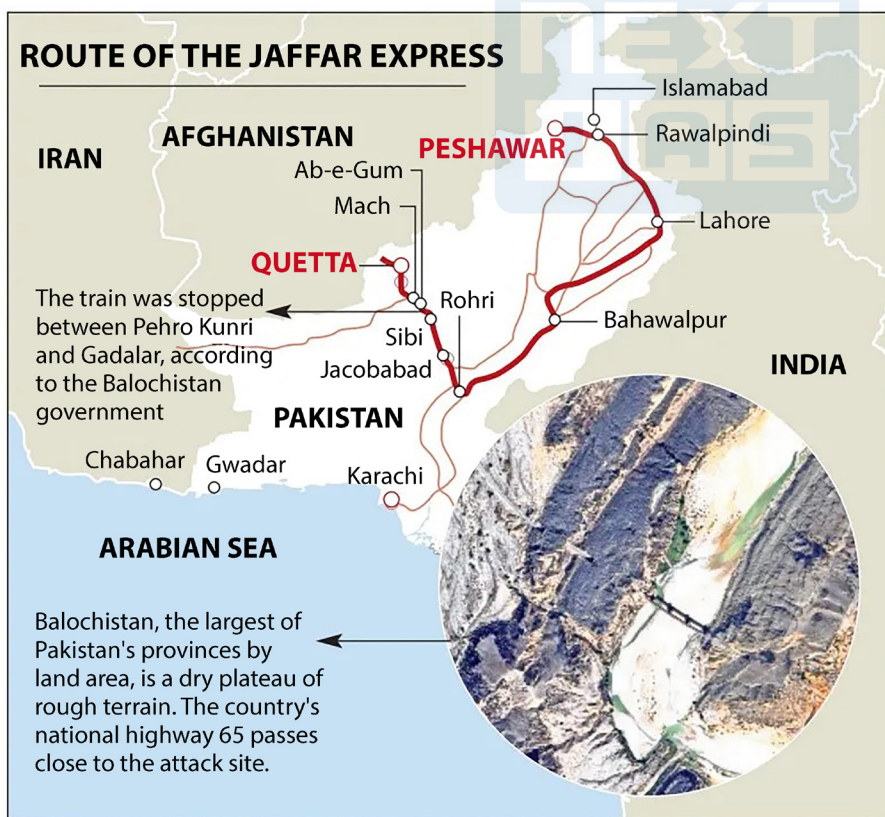 ROUTE OF THE JAFFAR EXPRESS
NEXT
IAS
Islamabad
Rawalpindi
AFGHANISTAN
PESHAWAR
IRAN
Ab-e-Gum
Mach
Lahore
QUETTA
The train was stopped
between Pehro Kunri
and Gadalar, according
to the Balochistan
government
Rohri
Sibi
Jacobabad
Bahawalpur
INDIA
PAKISTAN
Chabahar
Gwadar
Karachi
ARABIAN SEA
Balochistan, the largest of
Pakistan's provinces by
land area, is a dry plateau of
rough terrain. The country's
national highway 65 passes
close to the attack site.